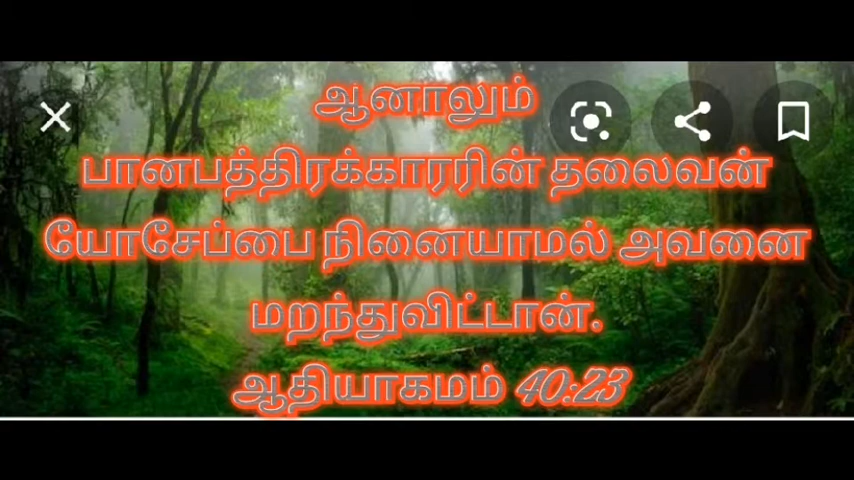 ஆனாலும்
பானபத்திரக்காரரின் தலைவன்
யோசேப்பை நினையாமல் அவனை
மறந்துவிட்டான்.
ஆதியாகமம் 40:23